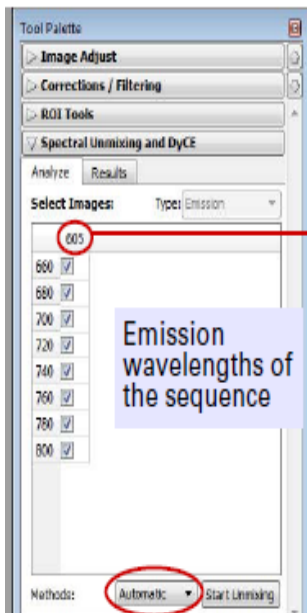 Tool Palette
Image Adjust
Corrections / Filtering
ROI Tools
Spectral Unmixing and DyCE
Analyze Results
Select Images: Type: Emission
605
660
680
700
720
740
760
780
800
Emission
wavelengths of
the sequence
Methods: Automatic Start Unmixing